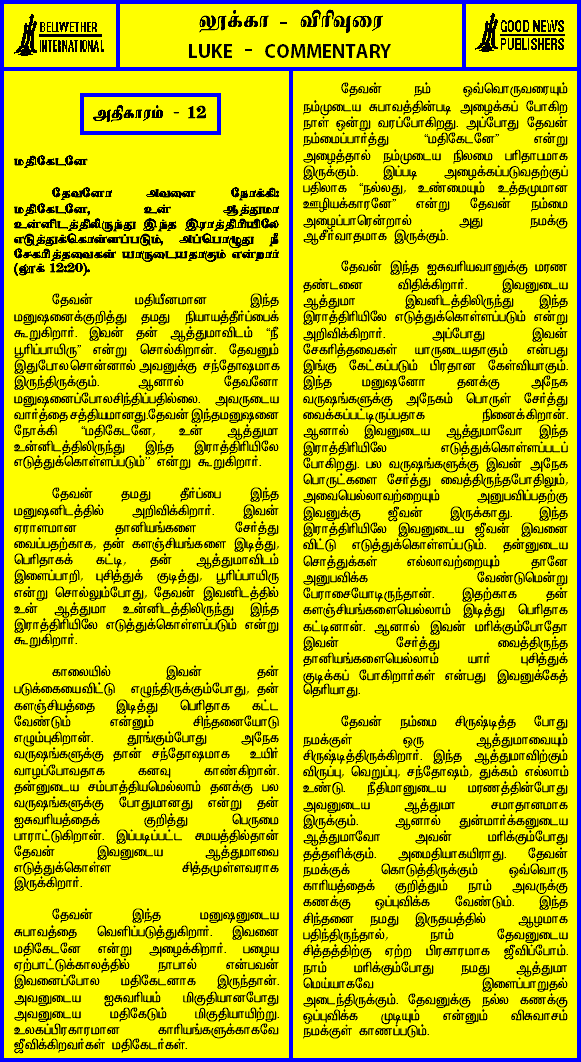 BELIWETHER
INTERNATIONAL
லூக்கா - விரிவுரை
LUKE - COMMENTARY
GOOD NEWS
PUBLISHERS
அதிகாரம் - 12
மதிகேடனே
தேவனோ அவனை நோக்கி:
மதிகேடனே, உன் ஆத்துமா
உன்னிடத்திலிருந்து இந்த இராத்திரியிலே
எடுத்துக்கொள்ளப்படும், அப்பொழுது நீ
சேகரித்தவைகள் யாருடையதாகும் என்றார்
(லூக் 12:20).
தேவன் மதியீனமான இந்த
மனுஷனைக்குறித்து தமது நியாயத்தீர்ப்பைக்
கூறுகிறார். இவன் தன் ஆத்துமாவிடம் “நீ
பூரிப்பாயிரு” என்று சொல்கிறான். தேவனும்
இதுபோலசொன்னால் அவனுக்கு சந்தோஷமாக
இருந்திருக்கும். ஆனால் தேவனோ
மனுஷனைப்போலசிந்திப்பதில்லை. அவருடைய
வார்த்தை சத்தியமானது.தேவன் இந்தமனுஷனை
நோக்கி “மதிகேடனே, உன் ஆத்துமா
உன்னிடத்திலிருந்து இந்த இராத்திரியிலே
எடுத்துக்கொள்ளப்படும்” என்று கூறுகிறார்.
தேவன் தமது தீர்ப்பை இந்த
மனுஷனிடத்தில் அறிவிக்கிறார். இவன்
ஏராளமான தானியங்களை சேர்த்து
வைப்பதற்காக, தன் களஞ்சியங்களை இடித்து,
பெரிதாகக் கட்டி, தன் ஆத்துமாவிடம்
இளைப்பாறி, புசித்துக் குடித்து, பூரிப்பாயிரு
என்று சொல்லும்போது, தேவன் இவனிடத்தில்
உன் ஆத்துமா உன்னிடத்திலிருந்து இந்த
இராத்திரியிலே எடுத்துக்கொள்ளப்படும் என்று
கூறுகிறார்.
காலையில் இவன் தன்
படுக்கையைவிட்டு எழுந்திருக்கும்போது, தன்
களஞ்சியத்தை இடித்து பெரிதாக கட்ட
வேண்டும் என்னும் சிந்தனையோடு
எழும்புகிறான். தூங்கும்போது அநேக
வருஷங்களுக்கு தான் சந்தோஷமாக உயிர்
வாழப்போவதாக கனவு காண்கிறான்.
தன்னுடைய சம்பாத்தியமெல்லாம் தனக்கு பல
வருஷங்களுக்கு போதுமானது என்று தன்
ஐசுவரியத்தைக் குறித்து பெருமை
பாராட்டுகிறான். இப்படிப்பட்ட சமயத்தில்தான்
தேவன் இவனுடைய ஆத்துமாவை
எடுத்துக்கொள்ள சித்தமுள்ளவராக
இருக்கிறார்.
தேவன் இந்த மனுஷனுடைய
சுபாவத்தை வெளிப்படுத்துகிறார். இவனை
மதிகேடனே என்று அழைக்கிறார். பழைய
ஏற்பாட்டுக்காலத்தில் நாபால் என்பவன்
இவனைப்போல மதிகேடனாக இருந்தான்.
அவனுடைய ஐசுவரியம் மிகுதியானபோது
அவனுடைய மதிகேடும் மிகுதியாயிற்று.
உலகப்பிரகாரமான காரியங்களுக்காகவே
ஜீவிக்கிறவர்கள் மதிகேடர்கள்.
தேவன் நம் ஒவ்வொருவரையும்
நம்முடைய சுபாவத்தின்படி அழைக்கப் போகிற
நாள் ஒன்று வரப்போகிறது. அப்போது தேவன்
நம்மைப்பார்த்து “மதிகேடனே” என்று
அழைத்தால் நம்முடைய நிலமை பரிதாபமாக
இருக்கும். இப்படி அழைக்கப்படுவதற்குப்
பதிலாக “நல்லது, உண்மையும் உத்தமுமான
ஊழியக்காரனே” என்று தேவன் நம்மை
அழைப்பாரென்றால் அது நமக்கு
ஆசீர்வாதமாக இருக்கும்.
தேவன் இந்த ஐசுவரியவானுக்கு மரண
தண்டனை விதிக்கிறார். இவனுடைய
ஆத்துமா இவனிடத்திலிருந்து இந்த
இராத்திரியிலே எடுத்துக்கொள்ளப்படும் என்று
அறிவிக்கிறார். அப்போது இவன்
சேகரித்தவைகள் யாருடையதாகும் என்பது
இங்கு கேட்கப்படும் பிரதான கேள்வியாகும்.
இந்த மனுஷனோ தனக்கு அநேக
வருஷங்களுக்கு அநேகம் பொருள் சேர்த்து
வைக்கப்பட்டிருப்பதாக நினைக்கிறான்.
ஆனால் இவனுடைய ஆத்துமாவோ இந்த
இராத்திரியிலே எடுத்துக்கொள்ளப்படப்
போகிறது. பல வருஷங்களுக்கு இவன் அநேக
பொருட்களை சேர்த்து வைத்திருந்தபோதிலும்,
அவையெல்லாவற்றையும் அனுபவிப்பதற்கு
இவனுக்கு ஜீவன் இருக்காது. இந்த
இராத்திரியிலே இவனுடைய ஜீவன் இவனை
விட்டு எடுத்துக்கொள்ளப்படும். தன்னுடைய
சொத்துக்கள் எல்லாவற்றையும் தானே
அனுபவிக்க வேண்டுமென்று
பேராசையோடிருந்தான். இதற்காக தன்
களஞ்சியங்களையெல்லாம் இடித்து பெரிதாக
கட்டினான். ஆனால் இவன் மரிக்கும்போதோ
இவன் சேர்த்து வைத்திருந்த
தானியங்களையெல்லாம் யார் புசித்துக்
குடிக்கப் போகிறார்கள் என்பது இவனுக்கேத்
தெரியாது.
தேவன் நம்மை சிருஷ்டித்த போது
நமக்குள் ஒரு ஆத்துமாவையும்
சிருஷ்டித்திருக்கிறார். இந்த ஆத்துமாவிற்கும்
விருப்பு, வெறுப்பு, சந்தோஷம், துக்கம் எல்லாம்
உண்டு. நீதிமானுடைய மரணத்தின்போது
அவனுடைய ஆத்துமா சமாதானமாக
இருக்கும். ஆனால் துன்மார்க்கனுடைய
ஆத்துமாவோ அவன் மரிக்கும்போது
தத்தளிக்கும். அமைதியாகயிராது. தேவன்
நமக்குக் கொடுத்திருக்கும் ஒவ்வொரு
காரியத்தைக் குறித்தும் நாம் அவருக்கு
கணக்கு ஒப்புவிக்க வேண்டும். இந்த
சிந்தனை நமது இருதயத்தில் ஆழமாக
பதிந்திருந்தால், நாம் தேவனுடைய
சித்தத்திற்கு ஏற்ற பிரகாரமாக ஜீவிப்போம்.
நாம் மரிக்கும்போது நமது ஆத்துமா
மெய்யாகவே இளைப்பாறுதல்
அடைந்திருக்கும். தேவனுக்கு நல்ல கணக்கு
ஒப்புவிக்க முடியும் என்னும் விசுவாசம்
நமக்குள் காணப்படும்.